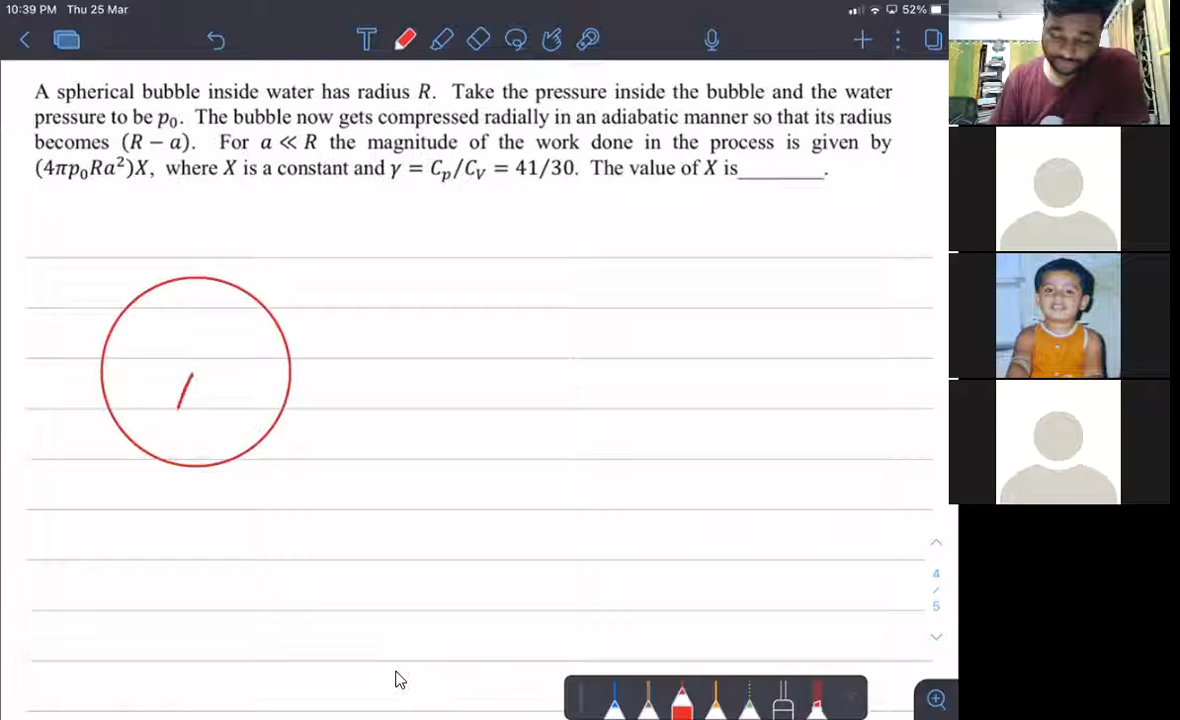 10:39 PM Thu 25 Mar
52%
A spherical bubble inside water has radius R. Take the pressure inside the bubble and the water
pressure to be p₀. The bubble now gets compressed radially in an adiabatic manner so that its radius
becomes (R − a). For a ≪ R the magnitude of the work done in the process is given by
(4πp₀Ra²)X, where X is a constant and γ = Cₚ/C_V = 41/30. The value of X is________.
4
/
5